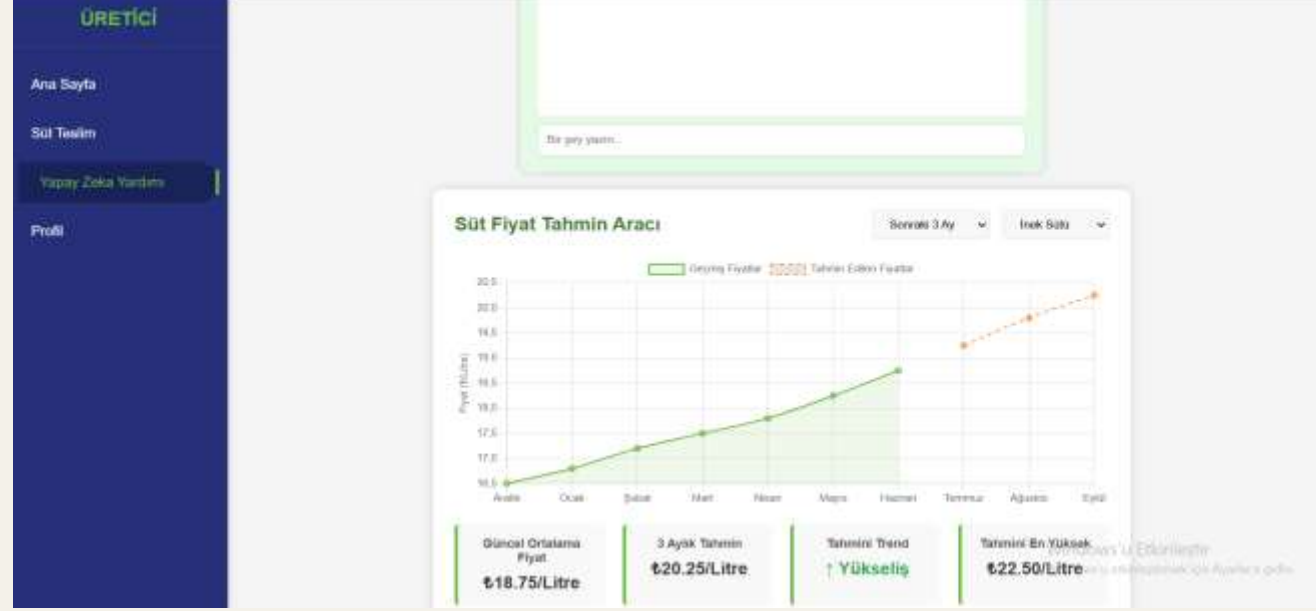 ÜRETİCİ
Ana Sayfa
Süt Teslim
Yapay Zeka Yardımı
Profil
Bir şey yazın...
Süt Fiyat Tahmin Aracı
Sonraki 3 Ay
İnek Sütü
Geçmiş Fiyatlar
Tahmin Edilen Fiyatlar
20,5
20,0
19,5
19,0
18,5
18,0
17,5
17,0
16,5
Fiyat (₺/Litre)
Aralık Ocak Şubat Mart Nisan Mayıs Haziran Temmuz Ağustos Eylül
Güncel Ortalama
Fiyat
₺18.75/Litre
3 Aylık Tahmin
₺20.25/Litre
Tahmini Trend
↑ Yükseliş
Tahmini En Yüksek
₺22.50/Litre
Windows'u Etkinleştir